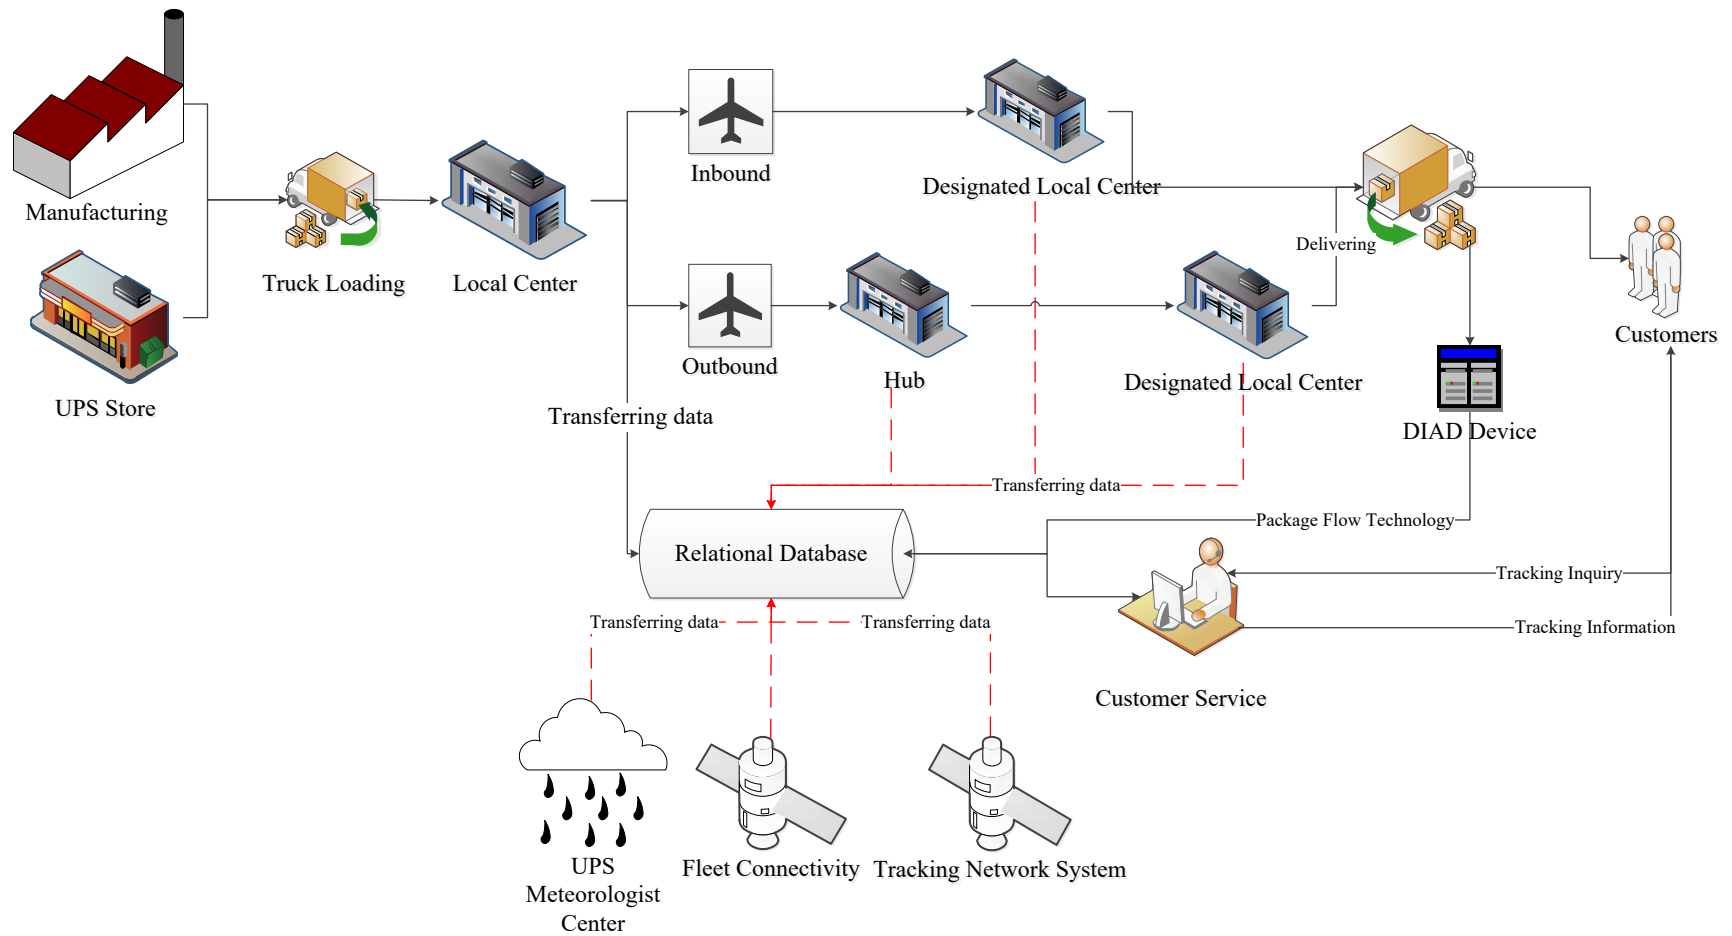 Manufacturing
UPS Store
Truck Loading
Local Center
Inbound
Outbound
Designated Local Center
Hub
Designated Local Center
Delivering
Customers
DIAD Device
Transferring data
Transferring data
Package Flow Technology
Relational Database
Tracking Inquiry
Tracking Information
Customer Service
Transferring data
Transferring data
UPS
Meteorologist
Center
Fleet Connectivity
Tracking Network System